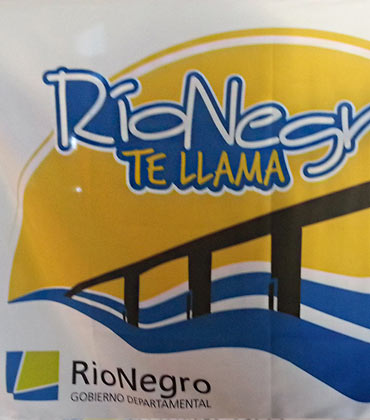 RíoNegr
TE LLAMA
RioNegro
GOBIERNO DEPARTAMENTAL